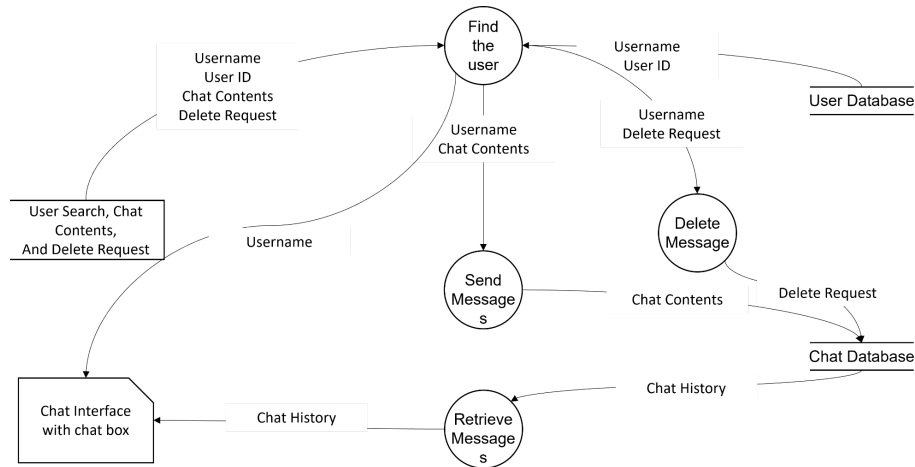 Find
the
user
Username
User ID
Chat Contents
Delete Request
Username
User ID
User Database
Username
Delete Request
Username
Chat Contents
User Search, Chat
Contents,
And Delete Request
Username
Delete
Message
Send
Message
s
Chat Contents
Delete Request
Chat Database
Chat History
Chat Interface
with chat box
Chat History
Retrieve
Message
s